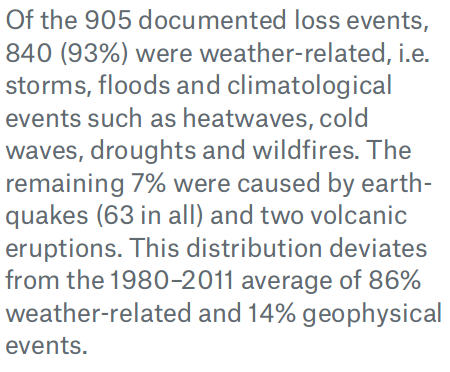 Of the 905 documented loss events,
840 (93%) were weather-related, i.e.
storms, floods and climatological
events such as heatwaves, cold
waves, droughts and wildfires. The
remaining 7% were caused by earth-
quakes (63 in all) and two volcanic
eruptions. This distribution deviates
from the 1980–2011 average of 86%
weather-related and 14% geophysical
events.